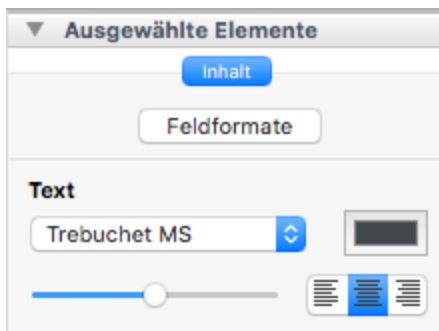 Ausgewählte Elemente
Inhalt
Feldformate
Text
Trebuchet MS